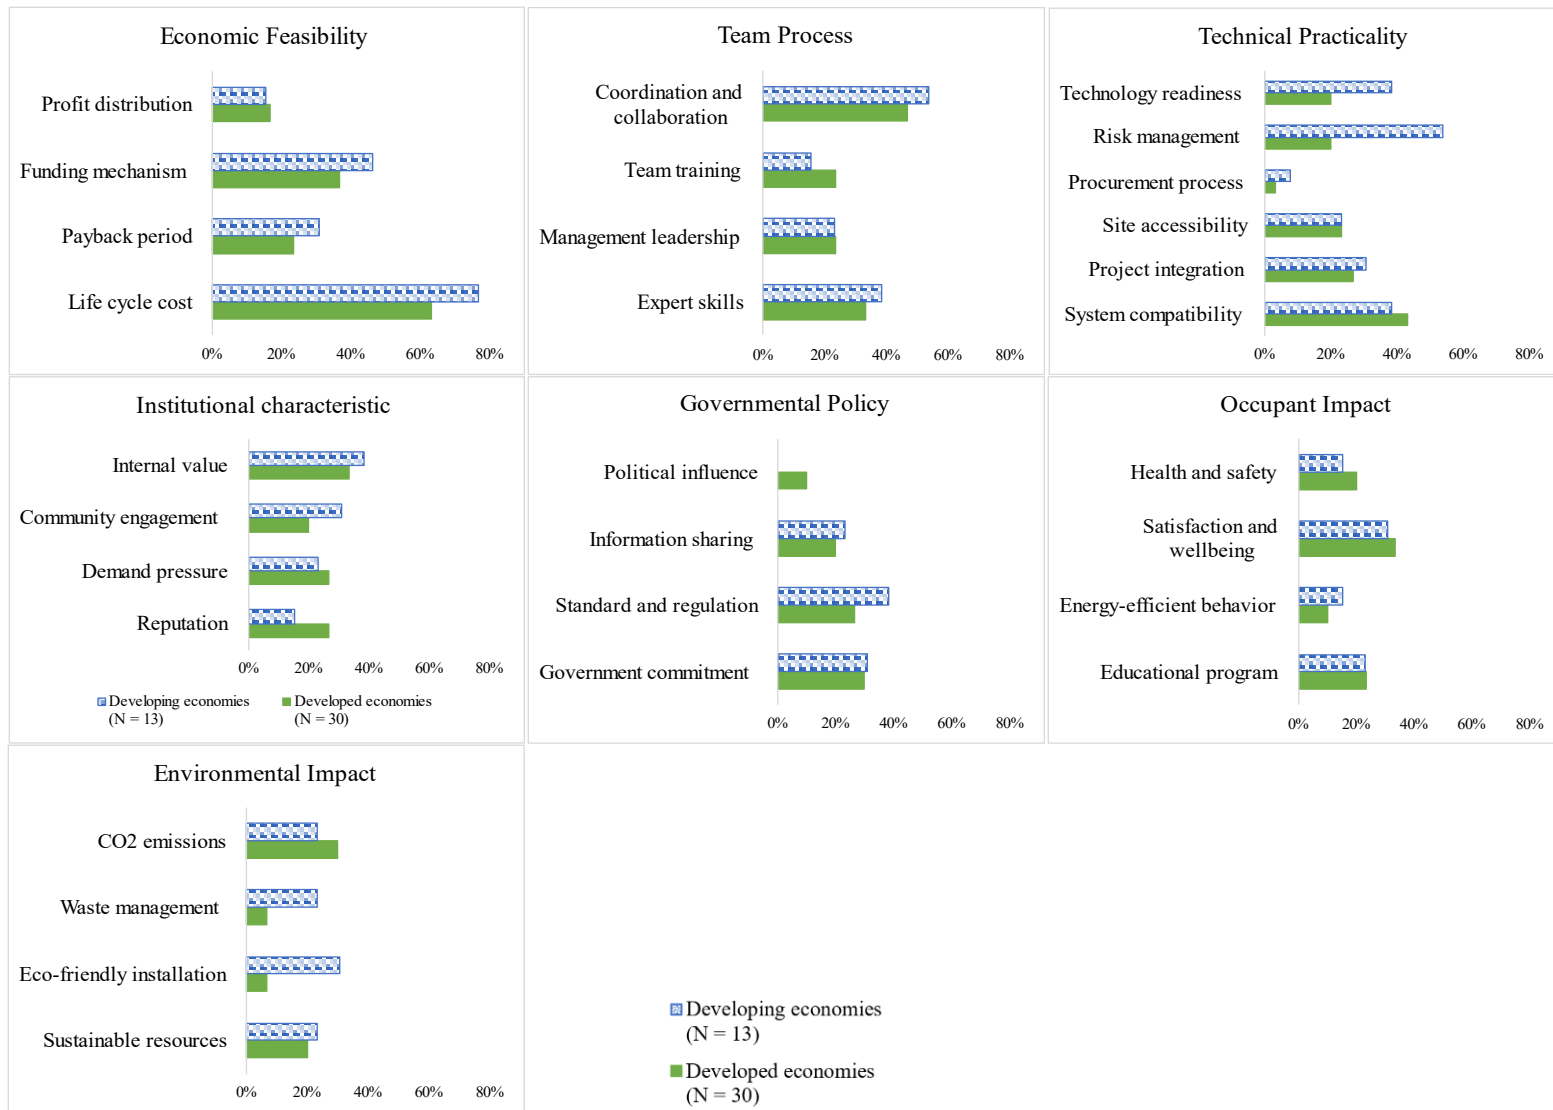 Economic Feasibility
Profit distribution
Funding mechanism
Payback period
Life cycle cost
0% 20% 40% 60% 80%
Team Process
Coordination and
collaboration
Team training
Management leadership
Expert skills
0% 20% 40% 60% 80%
Technical Practicality
Technology readiness
Risk management
Procurement process
Site accessibility
Project integration
System compatibility
0% 20% 40% 60% 80%
Institutional characteristic
Internal value
Community engagement
Demand pressure
Reputation
0% 20% 40% 60% 80%
Developing economies
(N = 13)
Developed economies
(N = 30)
Governmental Policy
Political influence
Information sharing
Standard and regulation
Government commitment
0% 20% 40% 60% 80%
Occupant Impact
Health and safety
Satisfaction and
wellbeing
Energy-efficient behavior
Educational program
0% 20% 40% 60% 80%
Environmental Impact
CO2 emissions
Waste management
Eco-friendly installation
Sustainable resources
0% 20% 40% 60% 80%
Developing economies
(N = 13)
Developed economies
(N = 30)